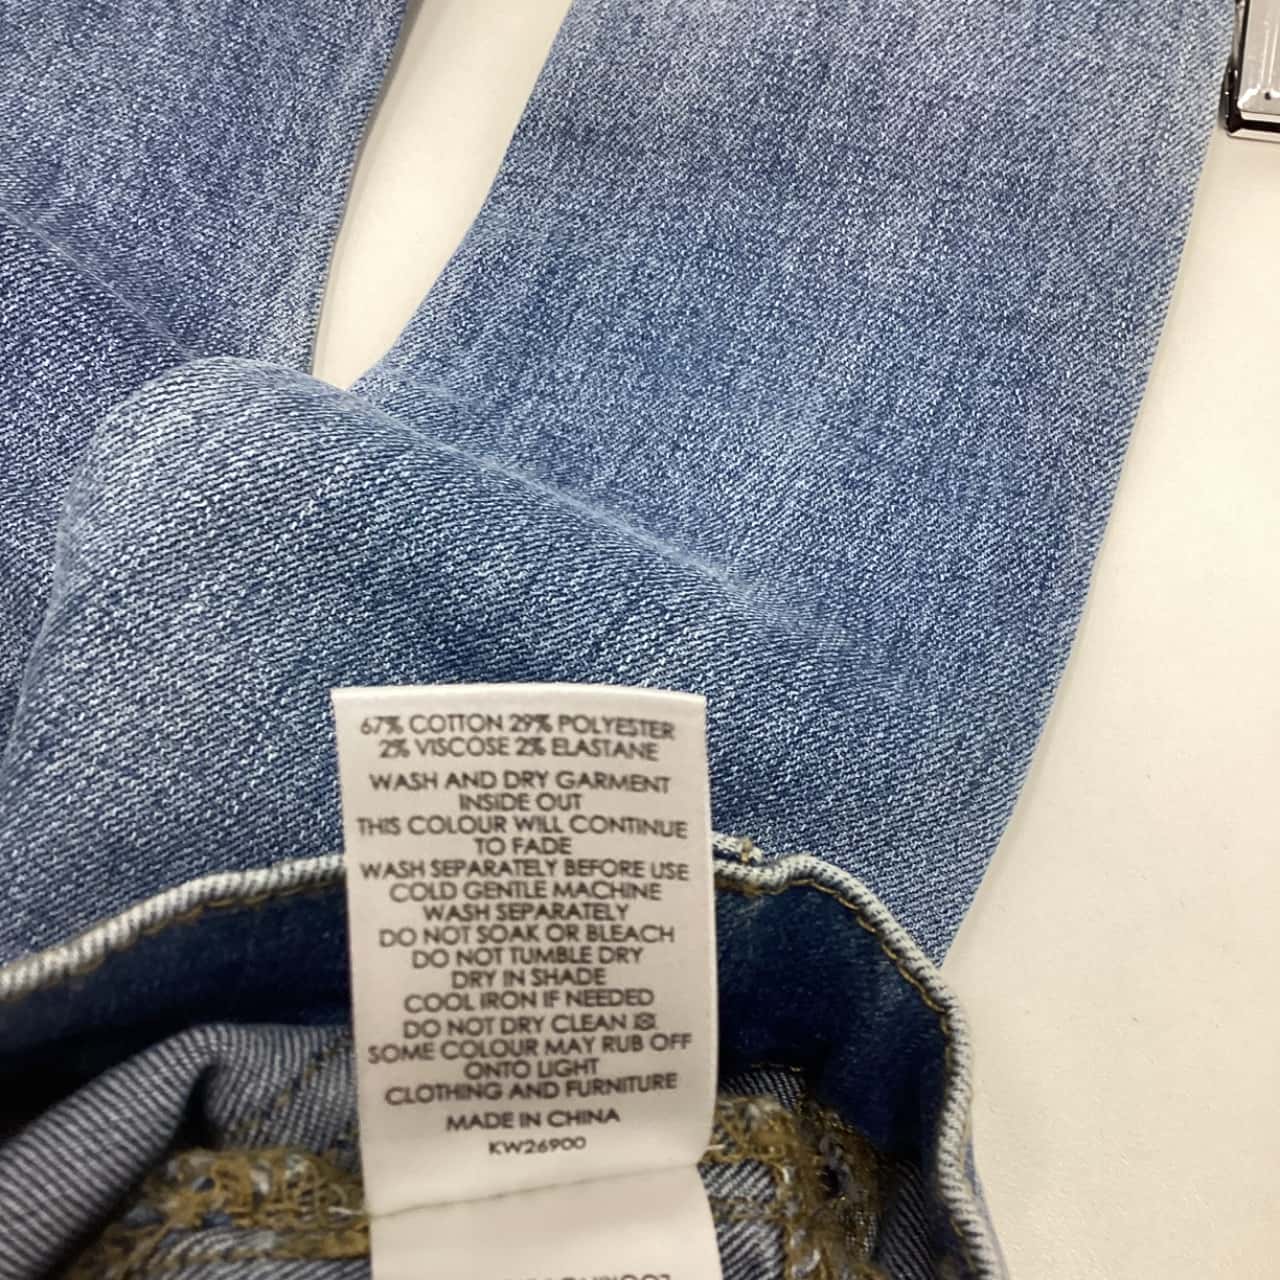 67% COTTON 29% POLYESTER
2% VISCOSE 2% ELASTANE
WASH AND DRY GARMENT
INSIDE OUT
THIS COLOUR WILL CONTINUE
TO FADE
WASH SEPARATELY BEFORE USE
COLD GENTLE MACHINE
WASH SEPARATELY
DO NOT SOAK OR BLEACH
DO NOT TUMBLE DRY
DRY IN SHADE
COOL IRON IF NEEDED
DO NOT DRY CLEAN
SOME COLOUR MAY RUB OFF
ONTO LIGHT
CLOTHING AND FURNITURE
MADE IN CHINA
KW26900